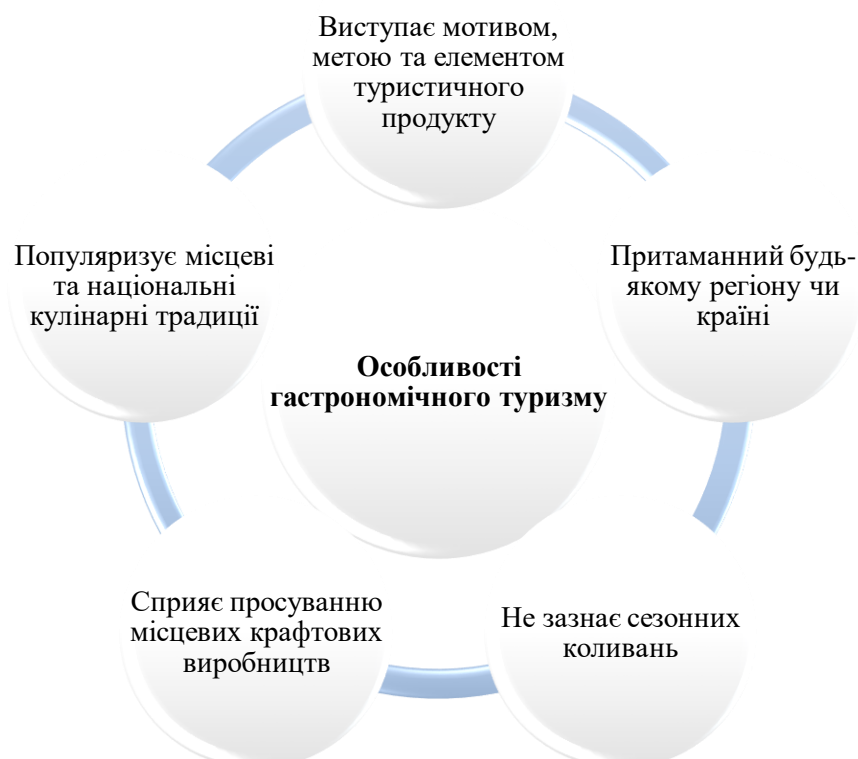 Виступає мотивом,
метою та елементом
туристичного
продукту
Популяризує місцеві
та національні
кулінарні традиції
Притаманний будь-
якому регіону чи
країні
Особливості
гастрономічного туризму
Сприяє просуванню
місцевих крафтових
виробництв
Не зазнає сезонних
коливань